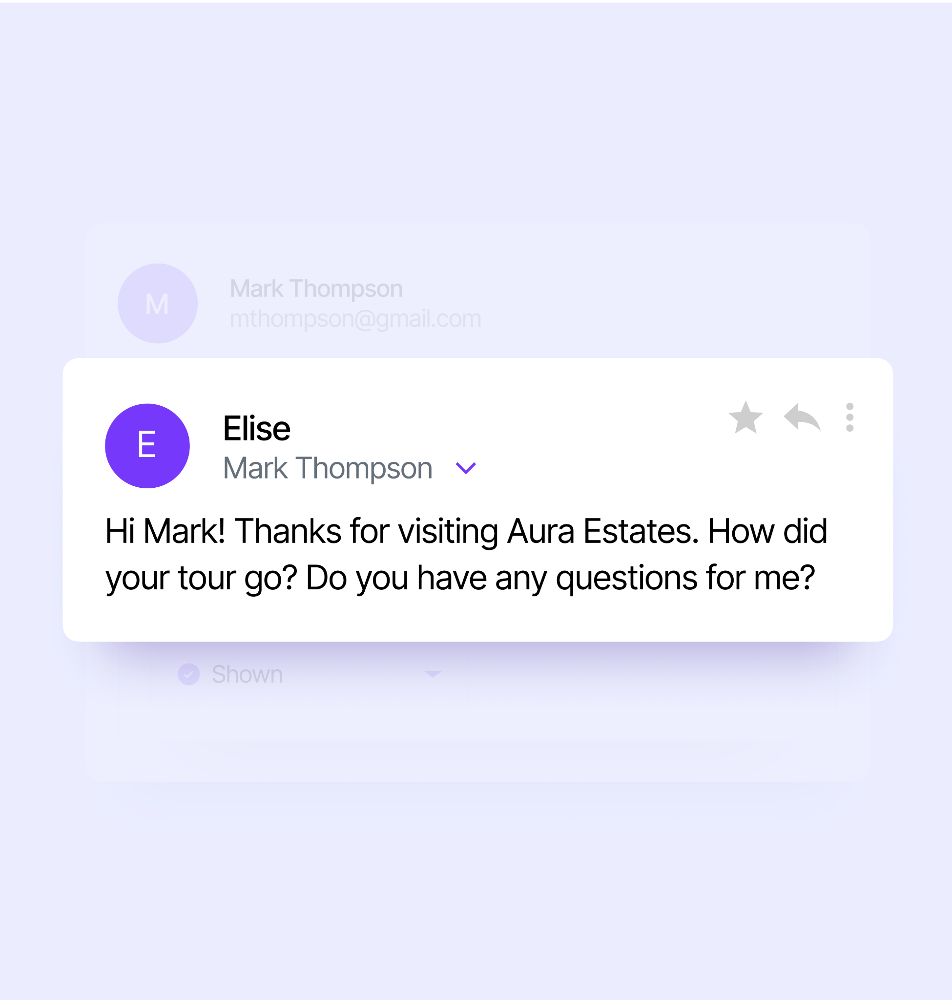 M
Mark Thompson
mthompson@gmail.com
E
Elise
Mark Thompson
Hi Mark! Thanks for visiting Aura Estates. How did
your tour go? Do you have any questions for me?
Shown